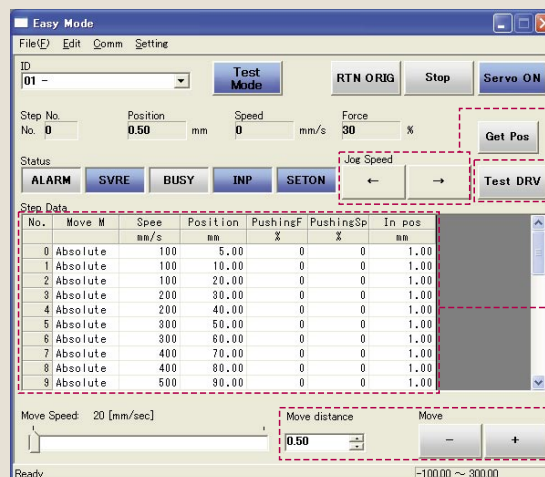 Easy Mode
File(F) Edit Comm Setting
ID
01 -
Test Mode
RTN ORIG
Stop
Servo ON
Step No.
No. 0
Position
0.50 mm
Speed
0 mm/s
Force
30 %
Get Pos
Status
ALARM SVRE BUSY INP SETON
Jog Speed
← →
Test DRV
Step Data
No. Move M Spee Position PushingF PushingSp In pos
mm/s mm % % mm
0 Absolute 100 5.00 0 0 1.00
1 Absolute 100 10.00 0 0 1.00
2 Absolute 100 20.00 0 0 1.00
3 Absolute 200 30.00 0 0 1.00
4 Absolute 200 40.00 0 0 1.00
5 Absolute 300 50.00 0 0 1.00
6 Absolute 300 60.00 0 0 1.00
7 Absolute 400 70.00 0 0 1.00
8 Absolute 400 80.00 0 0 1.00
9 Absolute 500 90.00 0 0 1.00
Move Speed: 20 [mm/sec]
Move distance
0.50
Move
- +
Ready
-100.00 ~ 300.00